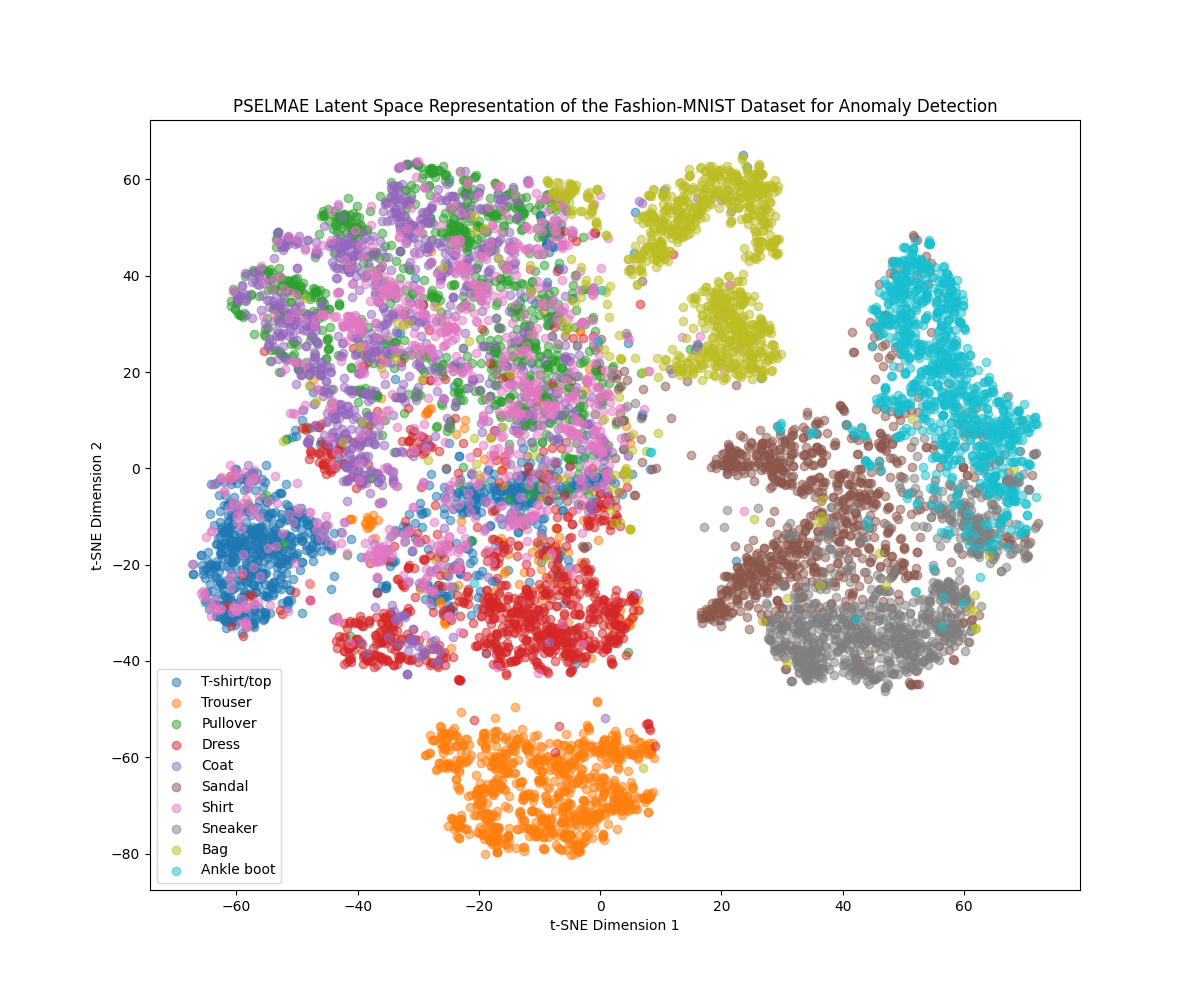 PSELMAE Latent Space Representation of the Fashion-MNIST Dataset for Anomaly Detection
60
40
20
0
−20
−40
−60
−80
t-SNE Dimension 2
T-shirt/top
Trouser
Pullover
Dress
Coat
Sandal
Shirt
Sneaker
Bag
Ankle boot
−60 −40 −20 0 20 40 60
t-SNE Dimension 1